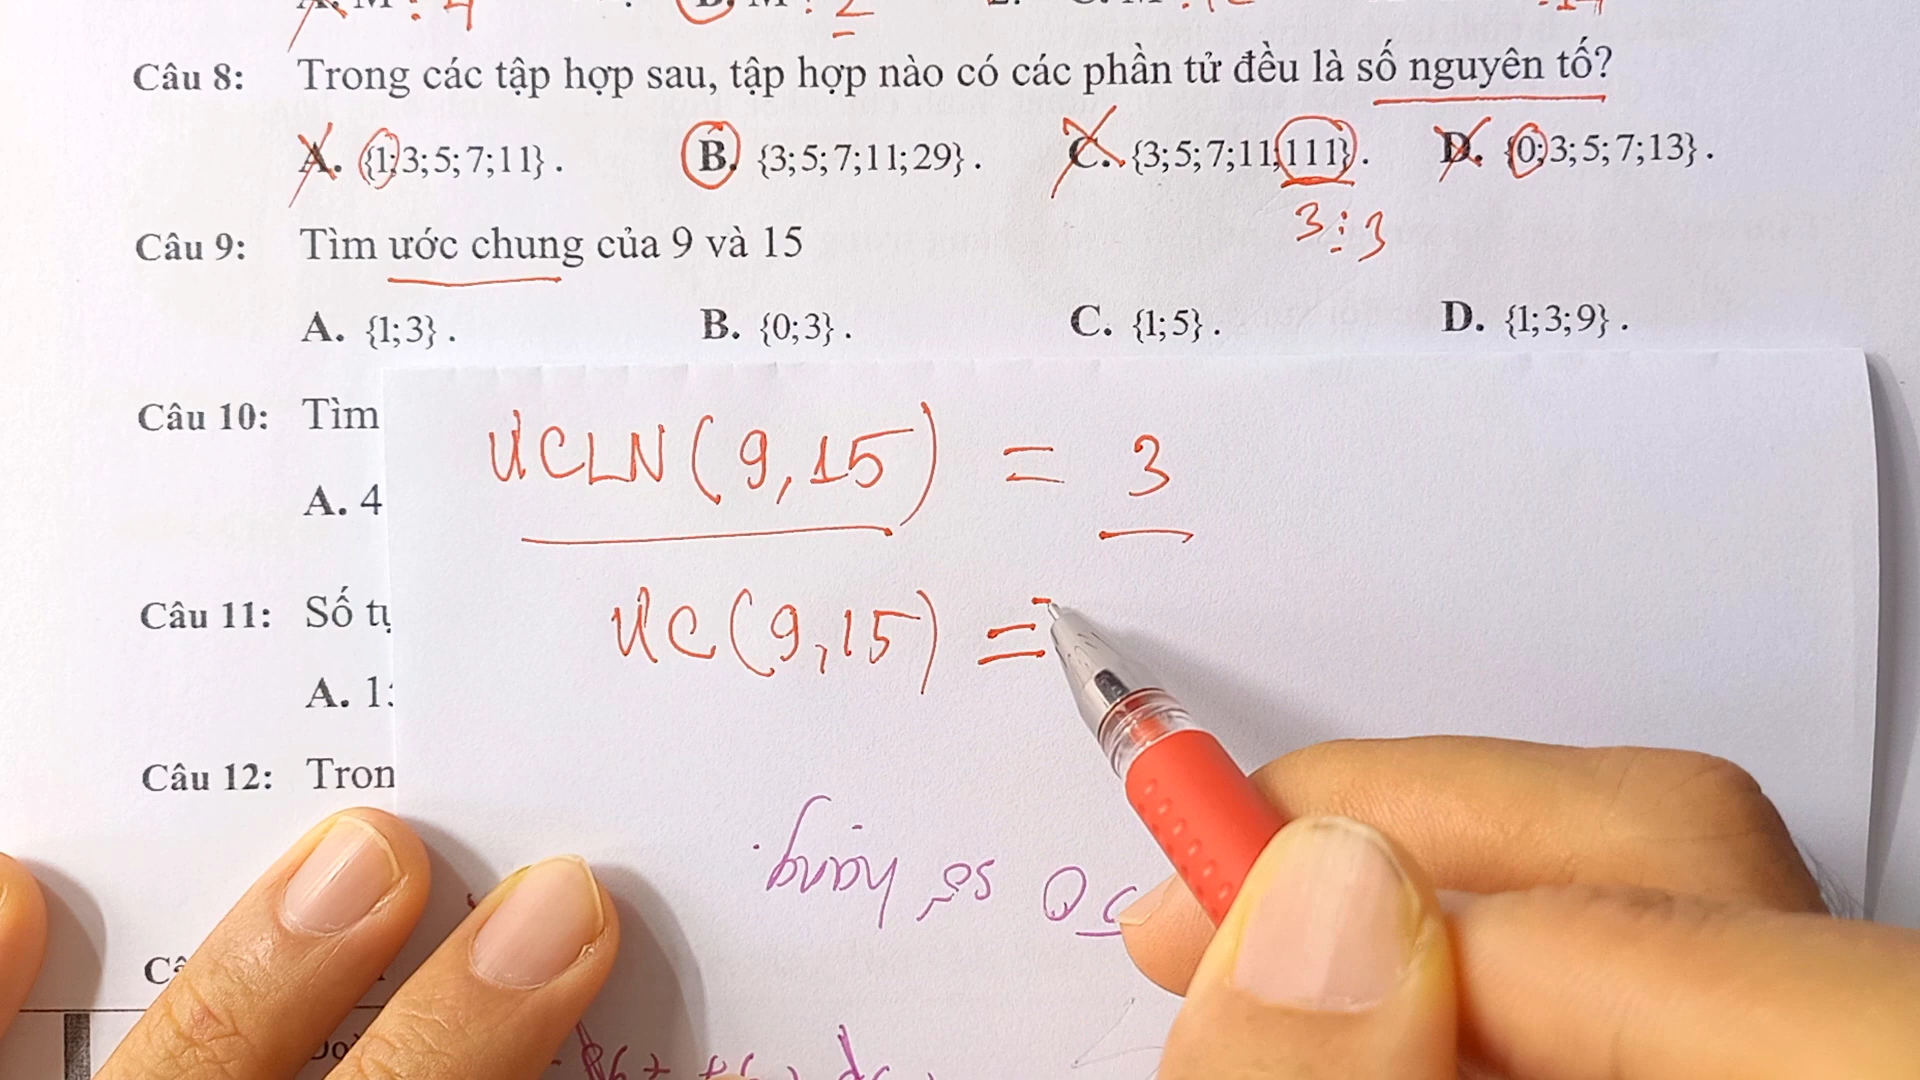 Câu 8: Trong các tập hợp sau, tập hợp nào có các phần tử đều là số nguyên tố?
A. {1;3;5;7;11}. B. {3;5;7;11;29}. C. {3;5;7;11;111}. D. {0;3;5;7;13}.
3⋮3
Câu 9: Tìm ước chung của 9 và 15
A. {1;3}. B. {0;3}. C. {1;5}. D. {1;3;9}.
Câu 10: Tìm
ƯCLN(9,15) = 3
A. 4
Câu 11: Số tự
ƯC(9,15) =
A. 1
Câu 12: Tron
số hạng.